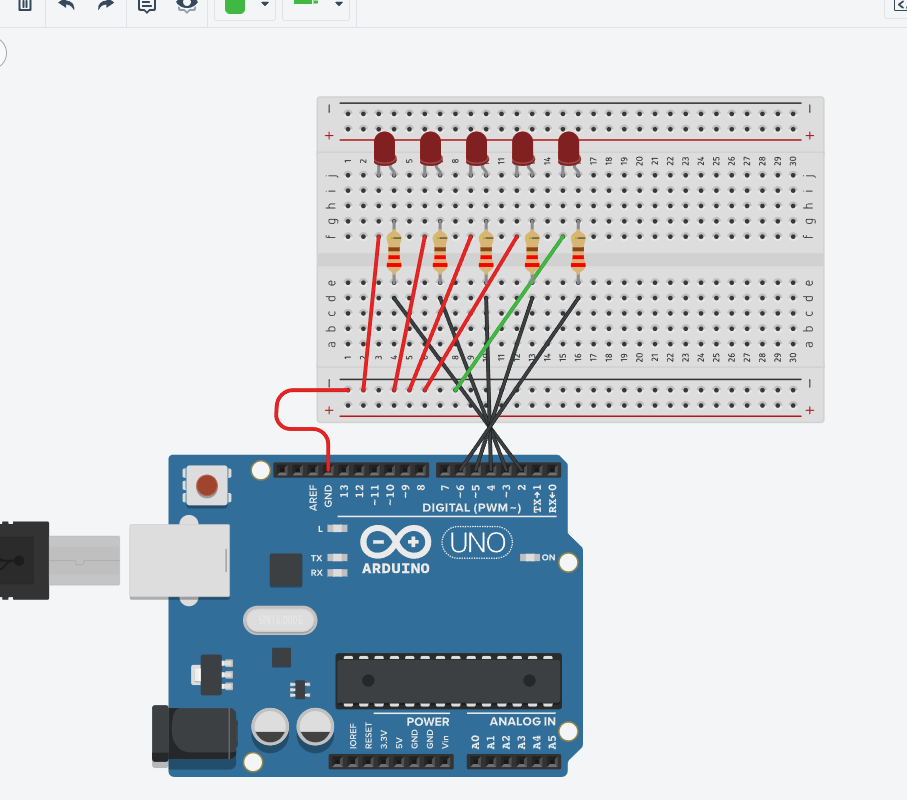 − −
+ +
1 2 3 5 8 11 14 17 18 19 20 21 22 23 24 25 26 27 28 29 30
j j
i i
h h
g g
f f
e e
d d
c c
b b
a a
1 2 3 4 5 6 7 8 9 10 11 12 13 14 15 16 17 18 19 20 21 22 23 24 25 26 27 28 29 30
− −
+ +
AREF GND 13 12 ~11 ~10 ~9 8 7 ~6 ~5 4 ~3 2 TX→1 RX←0
DIGITAL (PWM~)
L
TX
RX
UNO
ON
ARDUINO
POWER
ANALOG IN
IOREF RESET 3.3V 5V GND GND Vin A0 A1 A2 A3 A4 A5